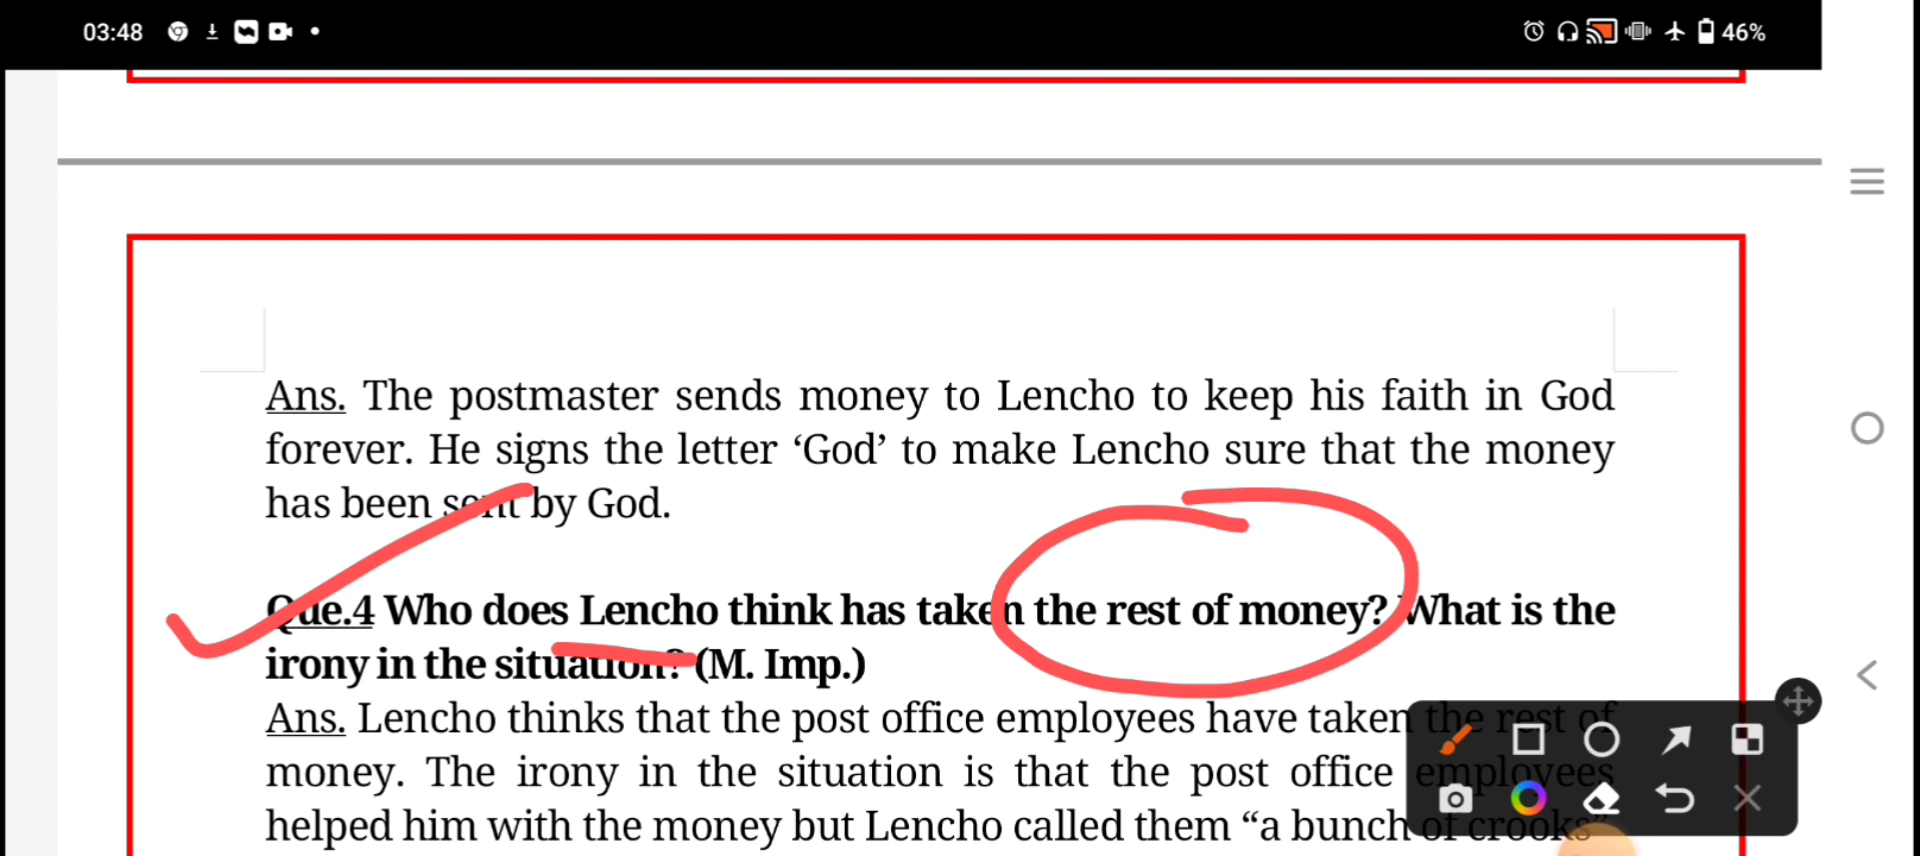 03:48
46%
Ans. The postmaster sends money to Lencho to keep his faith in God
forever. He signs the letter ‘God’ to make Lencho sure that the money
has been sent by God.
Que.4 Who does Lencho think has taken the rest of money? What is the
irony in the situation? (M. Imp.)
Ans. Lencho thinks that the post office employees have taken the rest of
money. The irony in the situation is that the post office employees
helped him with the money but Lencho called them “a bunch of crooks”